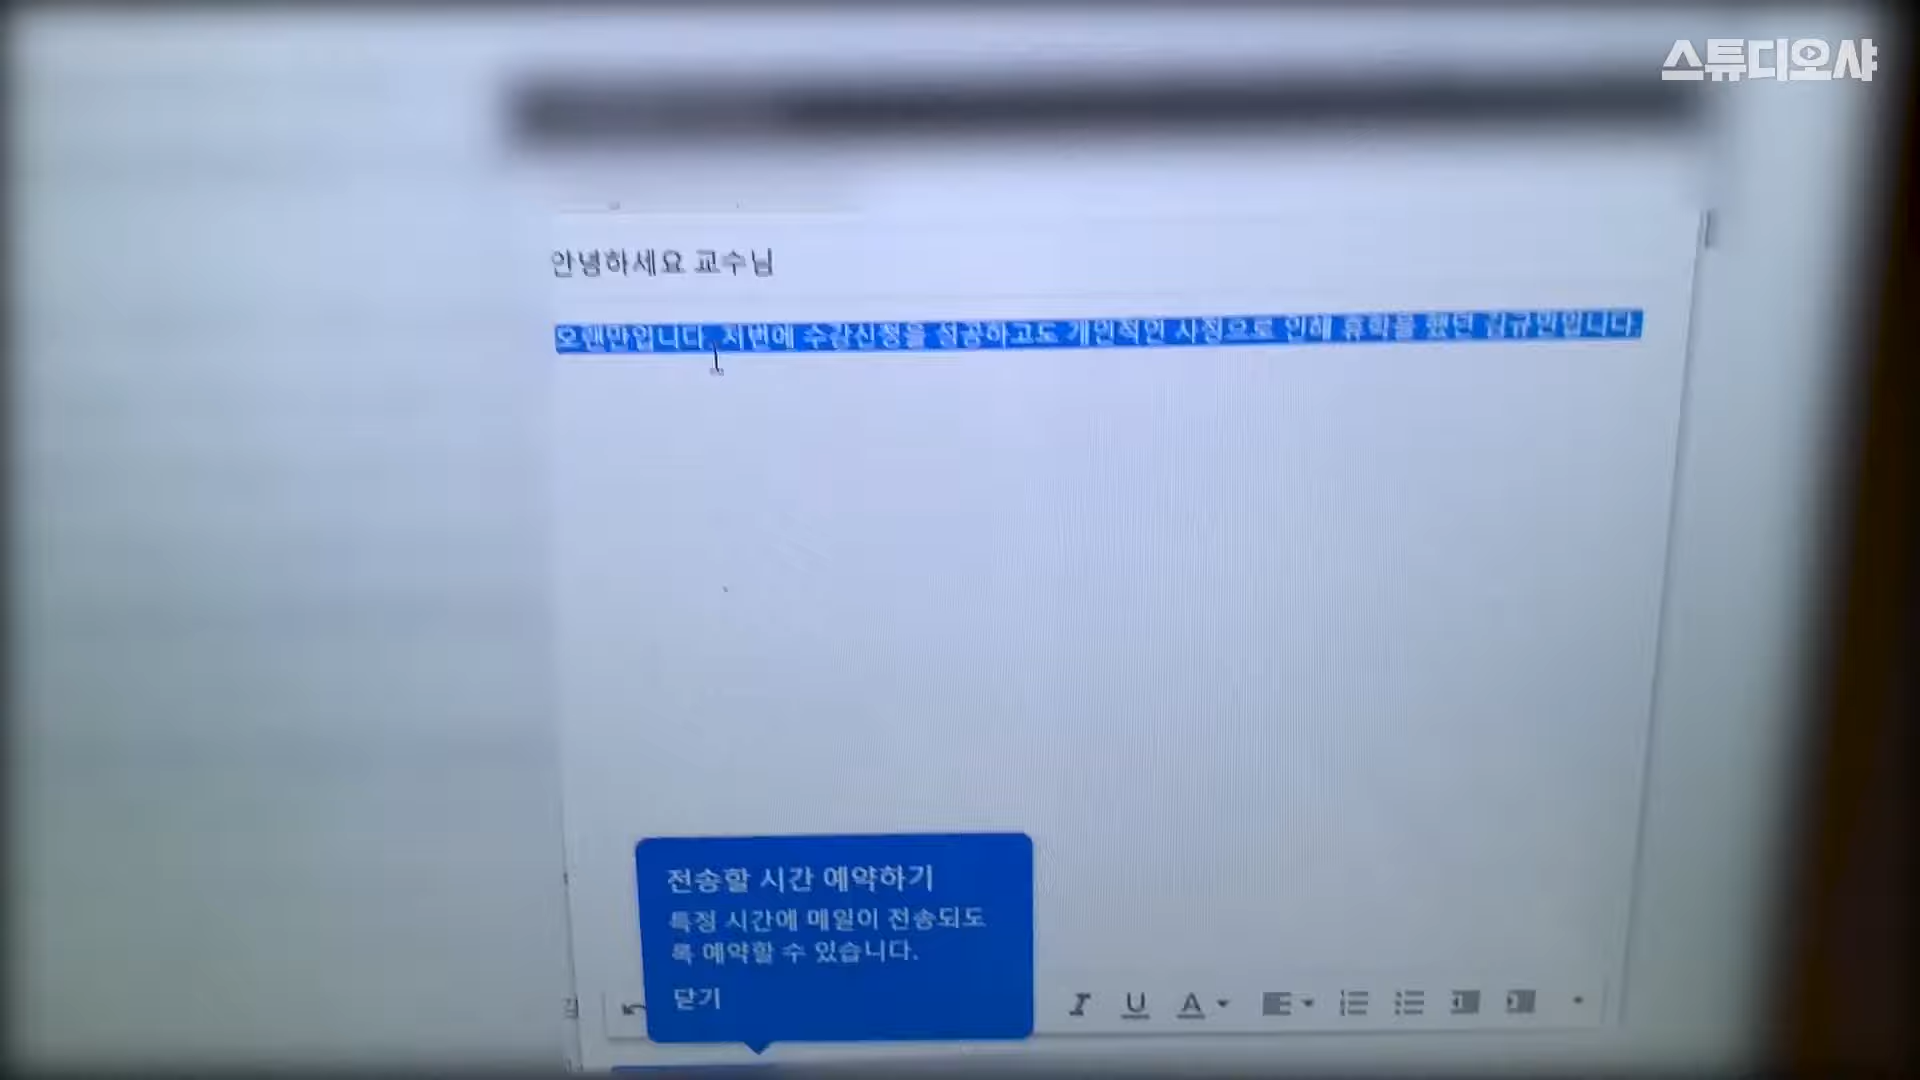 스튜디오샤
안녕하세요 교수님
오랜만입니다. 저번에 수강신청을 성공하고도 개인적인 사정으로 인해 휴학을 했던 입니다.
전송할 시간 예약하기
특정 시간에 메일이 전송되도
록 예약할 수 있습니다.
닫기